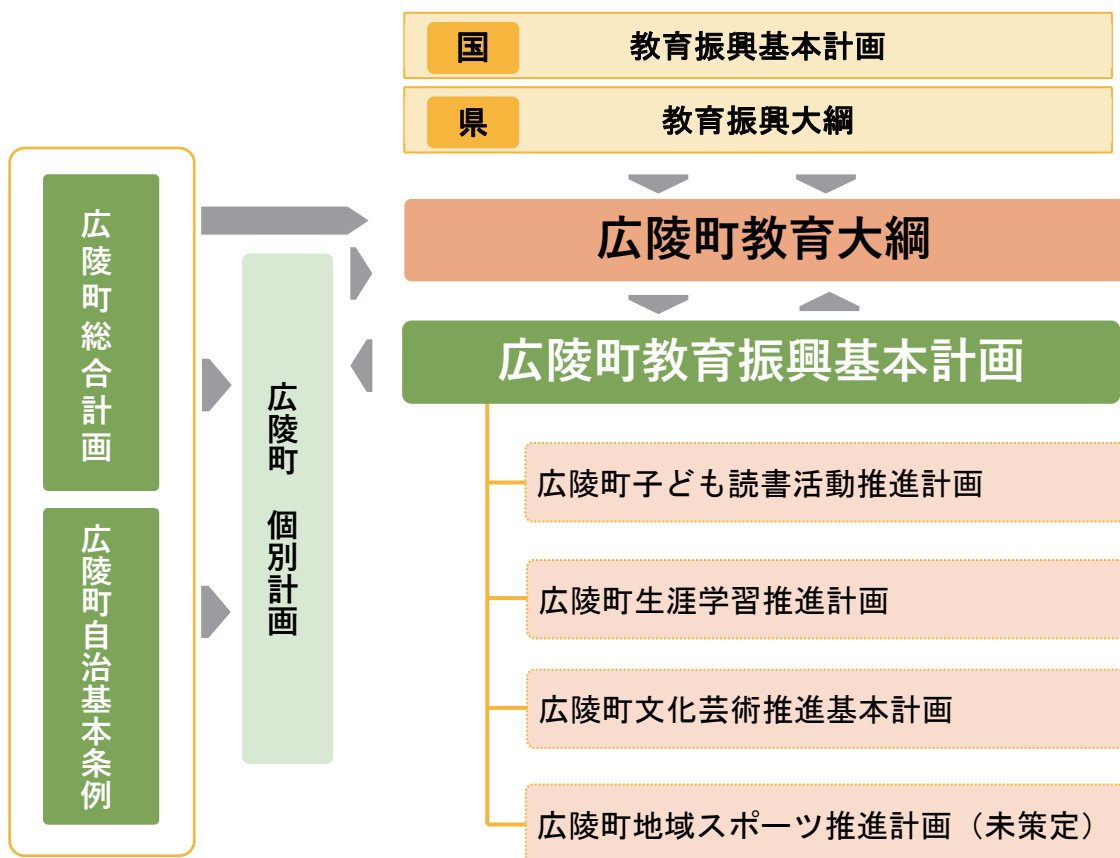 国 教育振興基本計画
県 教育振興大綱
広陵町総合計画
広陵町自治基本条例
広陵町 個別計画
広陵町教育大綱
広陵町教育振興基本計画
広陵町子ども読書活動推進計画
広陵町生涯学習推進計画
広陵町文化芸術推進基本計画
広陵町地域スポーツ推進計画（未策定）